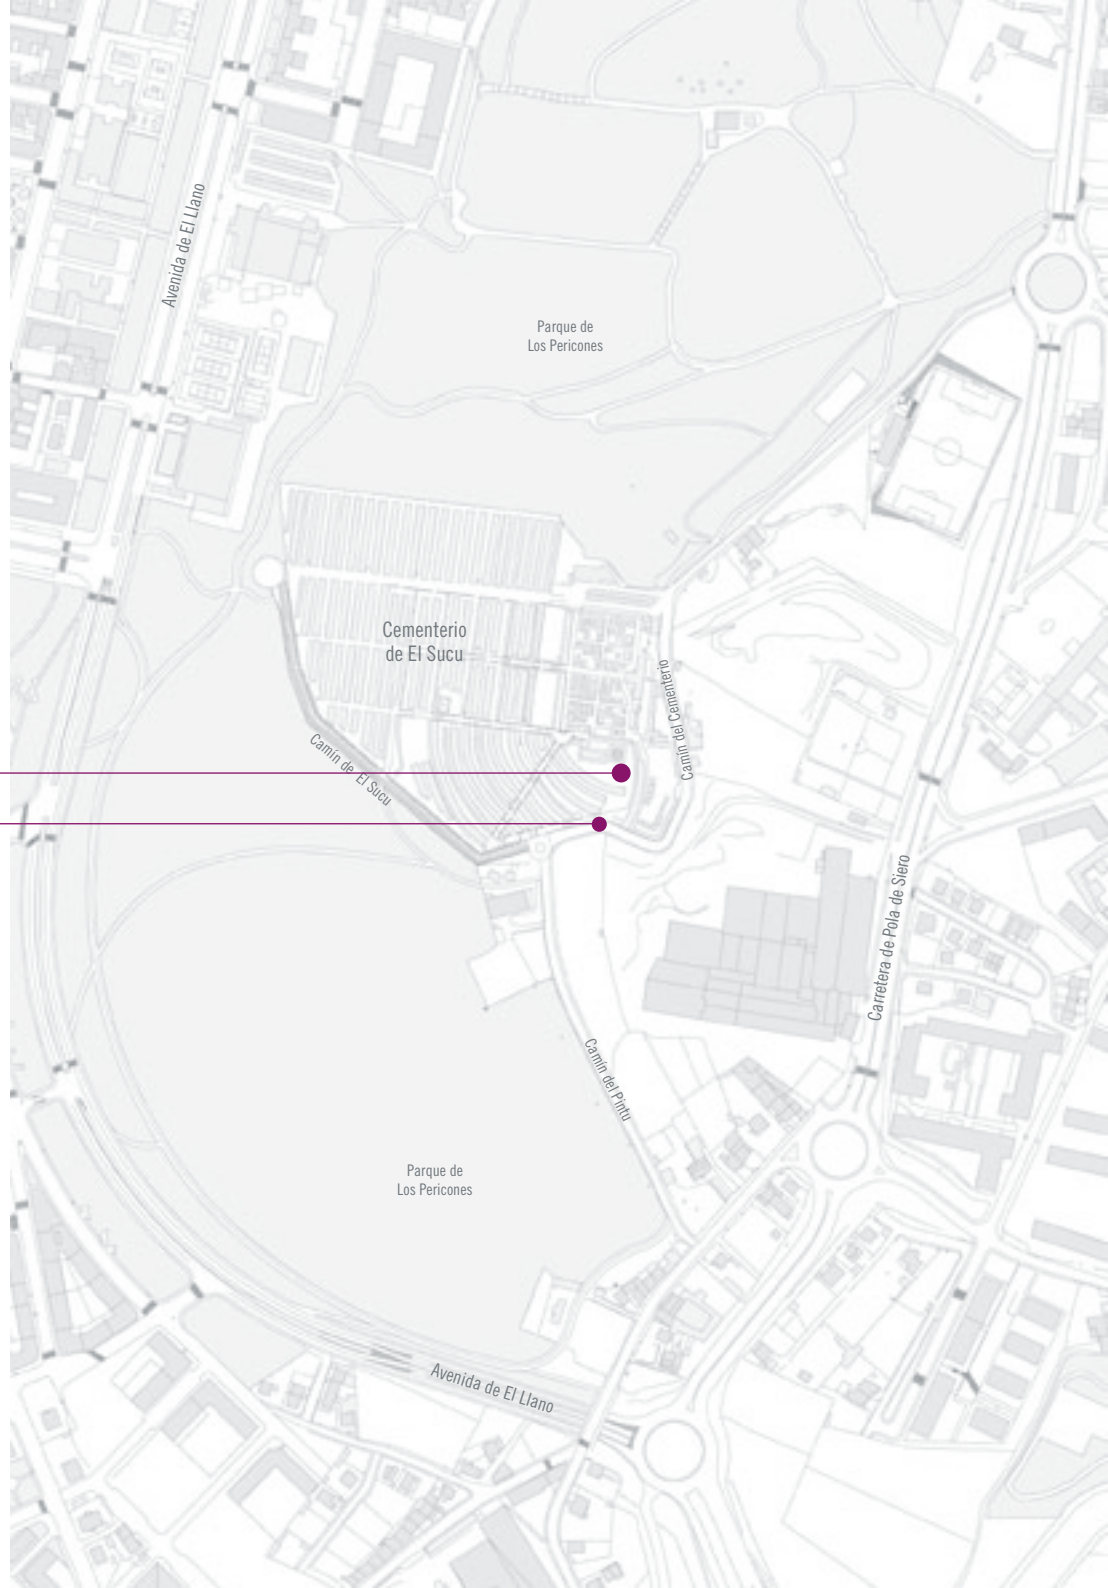 Avenida de El Llano
Parque de
Los Pericones
Cementerio
de El Sucu
Camín del Cementerio
Camín de El Sucu
Carretera de Pola de Siero
Camín del Pintu
Parque de
Los Pericones
Avenida de El Llano